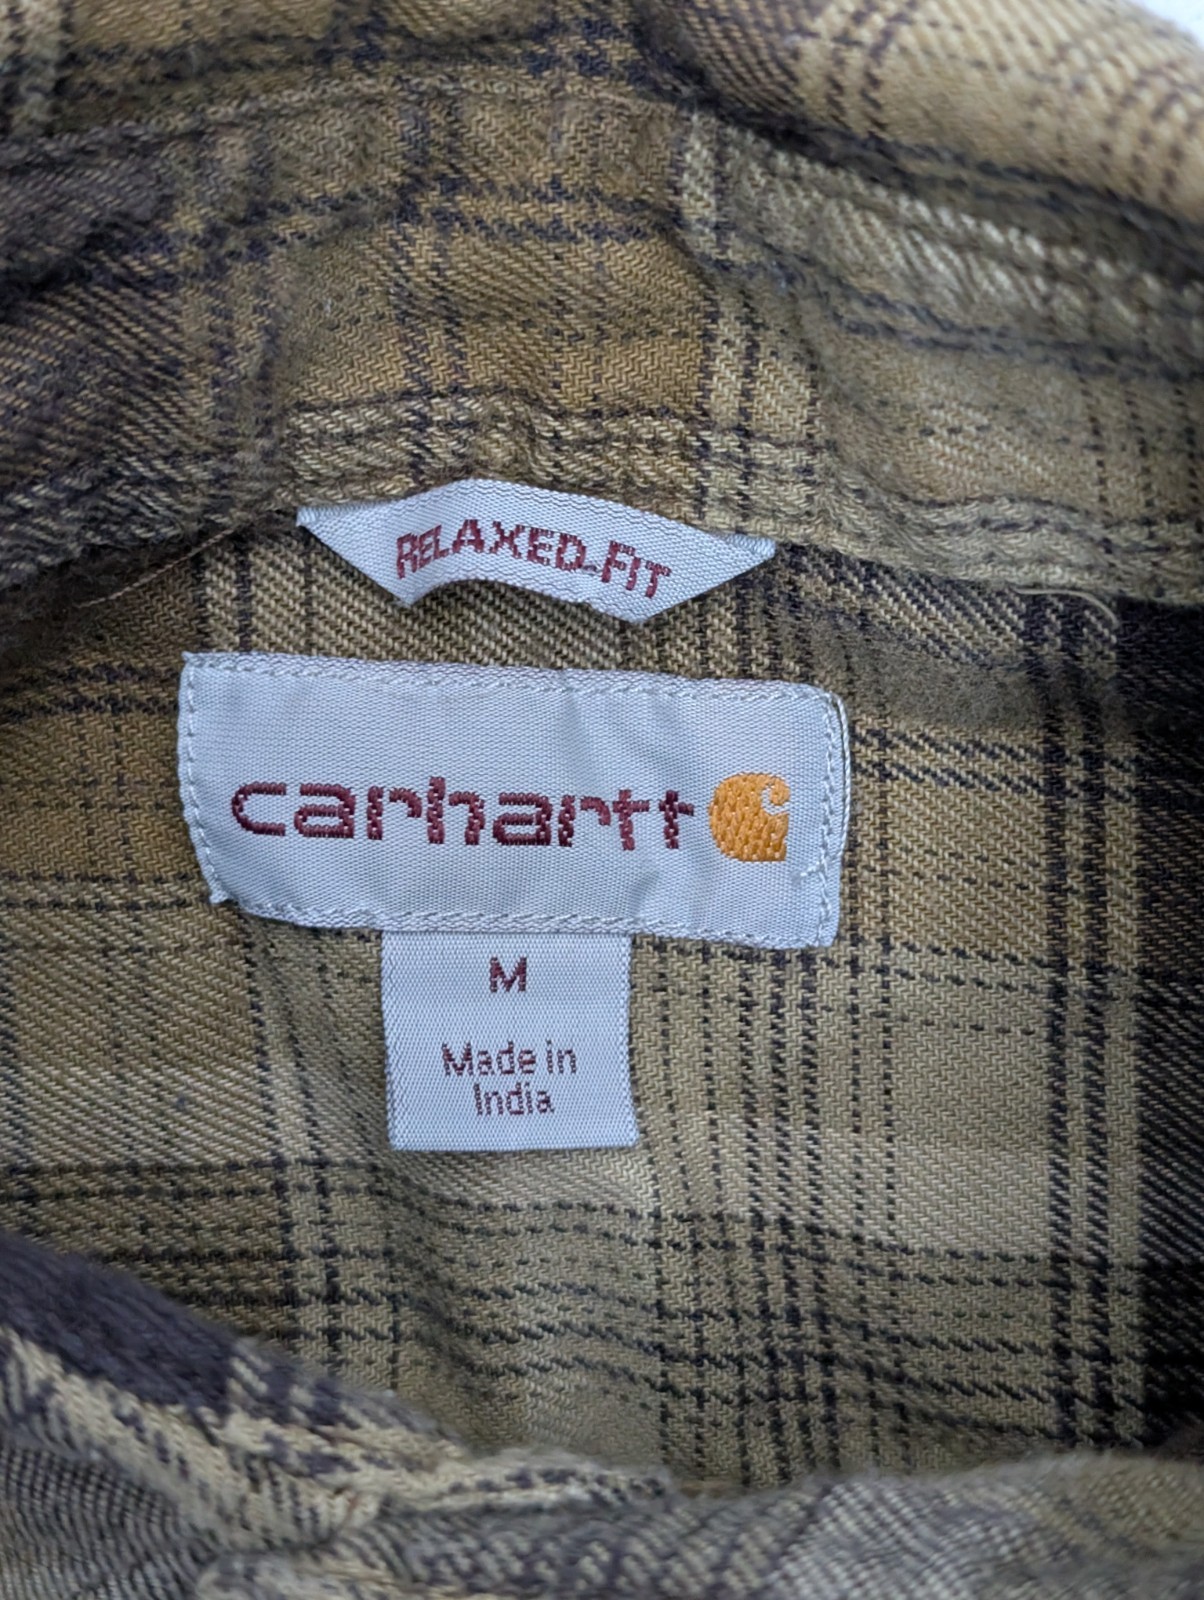 RELAXED-FIT
carhartt
M
Made in
India